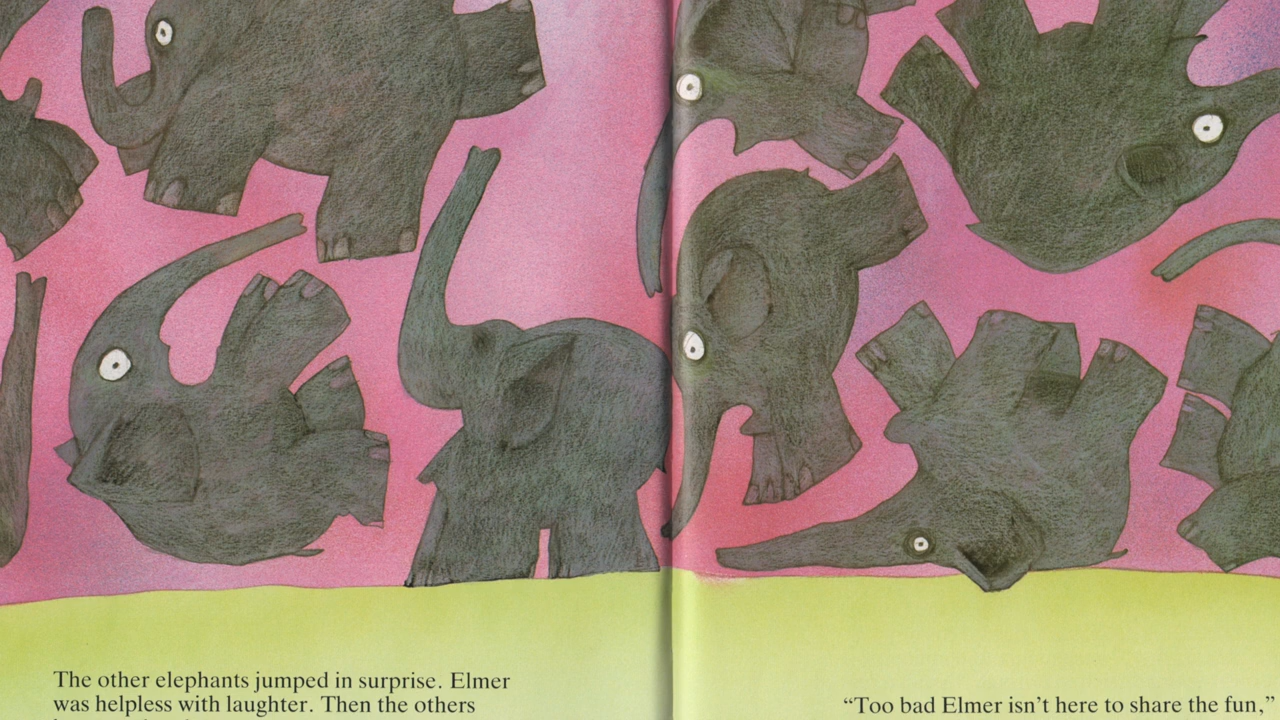 The other elephants jumped in surprise. Elmer
was helpless with laughter. Then the others
“Too bad Elmer isn’t here to share the fun,”